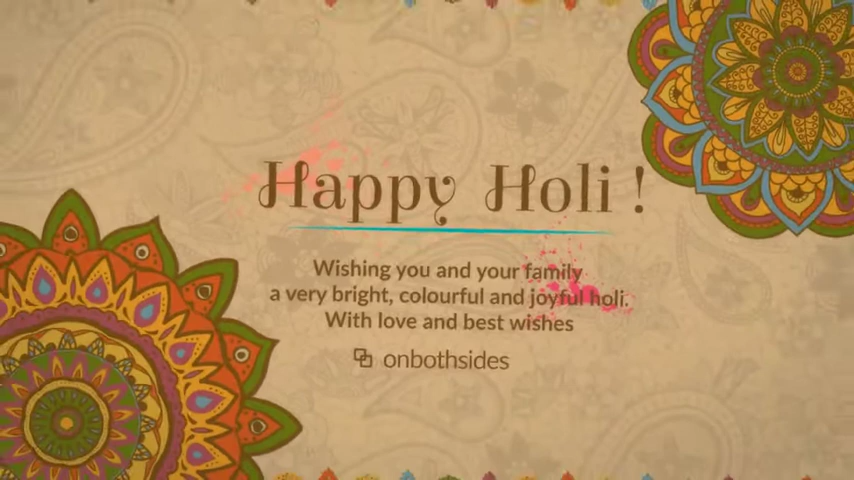 Happy Holi !
Wishing you and your family
a very bright, colourful and joyful holi.
With love and best wishes
onbothsides